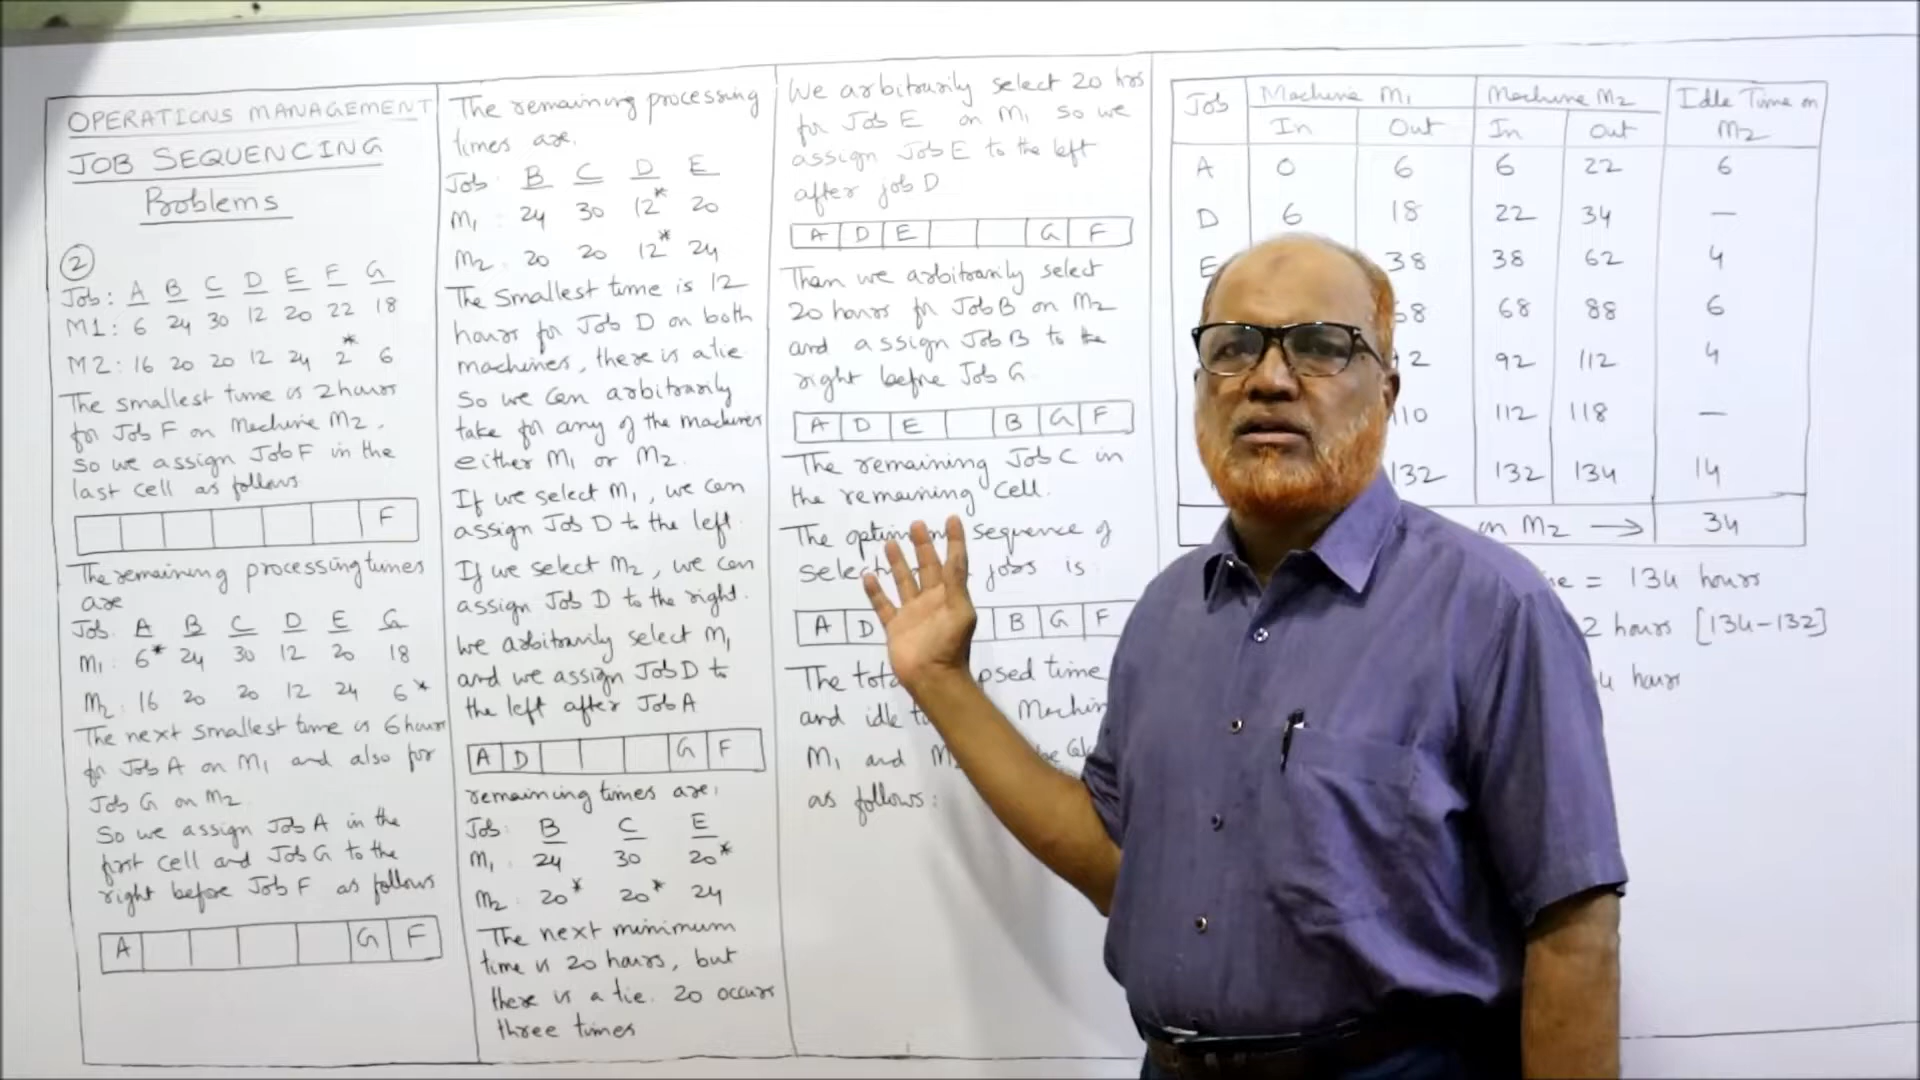 OPERATIONS MANAGEMENT
JOB SEQUENCING
Problems
②
Job: A B C D E F G
M1: 6 24 30 12 20 22 18
M2: 16 20 20 12 24 2* 6
The smallest time is 2 hours
for Job F on Machine M2.
So we assign Job F in the
last cell as follows
F
The remaining processing times
are
Job. A B C D E G
M1: 6* 24 30 12 20 18
M2: 16 20 20 12 24 6*
The next smallest time is 6 hours
for Job A on M1 and also for
Job G on M2.
So we assign Job A in the
first cell and Job G to the
right before Job F as follows
A G F
The remaining processing
times are.
Job: B C D E
M1: 24 30 12* 20
M2: 20 20 12* 24
The smallest time is 12
hours for Job D on both
machines, there is a tie
So we can arbitrarily
take for any of the machines
either M1 or M2.
If we select M1, we can
assign Job D to the left.
If we select M2, we can
assign Job D to the right.
We arbitrarily select M1
and we assign Job D to
the left after Job A
A D G F
remaining times are.
Job: B C E
M1. 24 30 20*
M2. 20* 20* 24
The next minimum
time is 20 hours, but
there is a tie. 20 occurs
three times
We arbitrarily select 20 hrs
for Job E on M1 so we
assign Job E to the left
after job D
A D E G F
Then we arbitrarily select
20 hours for Job B on M2
and assign Job B to the
right before Job G.
A D E B G F
The remaining Job C in
the remaining cell.
The sequence of
jobs is:
A D B G F
The time
and idle
M1 and
as follows:
Job Machine M1 Machine M2 Idle Time on
In Out In Out M2
A 0 6 6 22 6
D 6 18 22 34 —
E 38 38 62 4
68 68 88 6
92 112 4
110 112 118 —
132 132 134 14
on M2 → 34
= 134 hours
2 hours [134-132]
hours